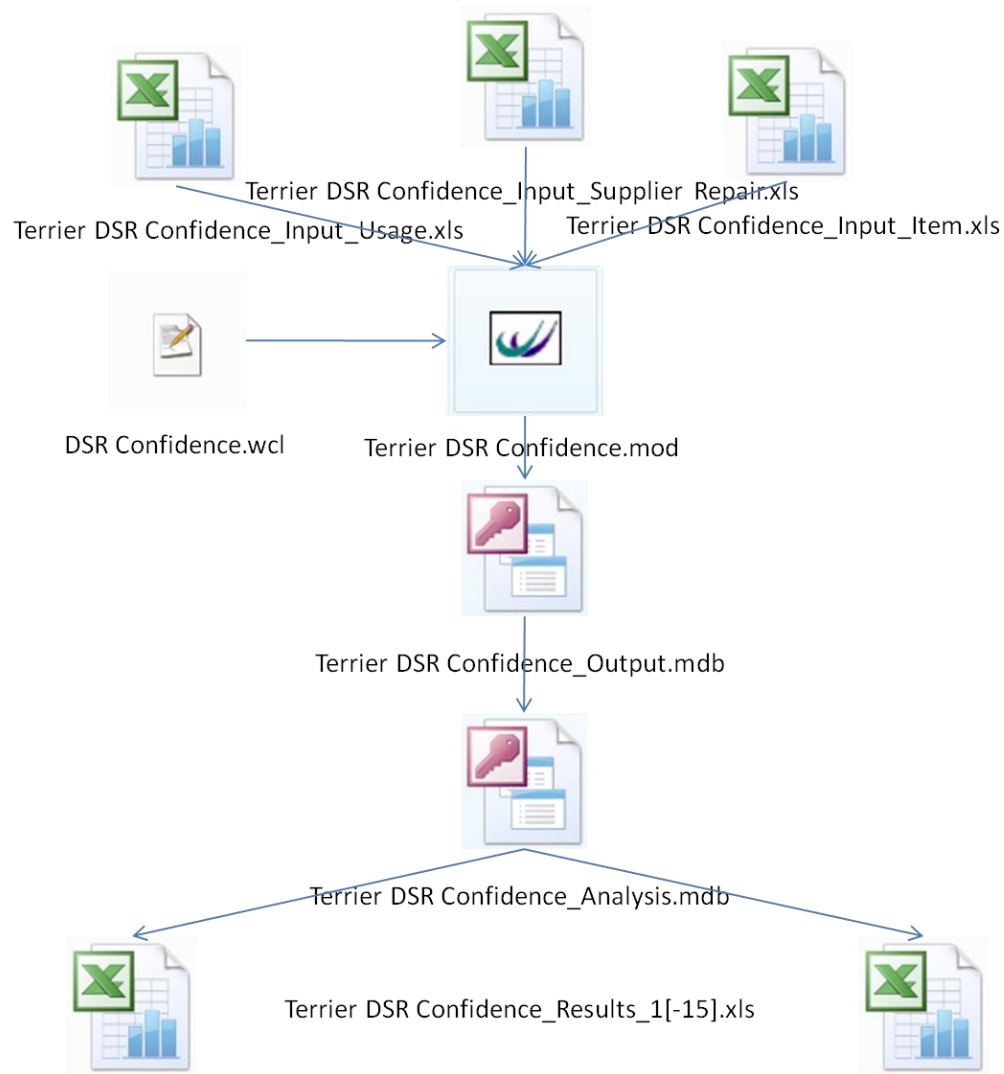 Terrier DSR Confidence_Input_Supplier Repair.xls
Terrier DSR Confidence_Input_Usage.xls
Terrier DSR Confidence_Input_Item.xls
DSR Confidence.wcl
Terrier DSR Confidence.mod
Terrier DSR Confidence_Output.mdb
Terrier DSR Confidence_Analysis.mdb
Terrier DSR Confidence_Results_1[-15].xls